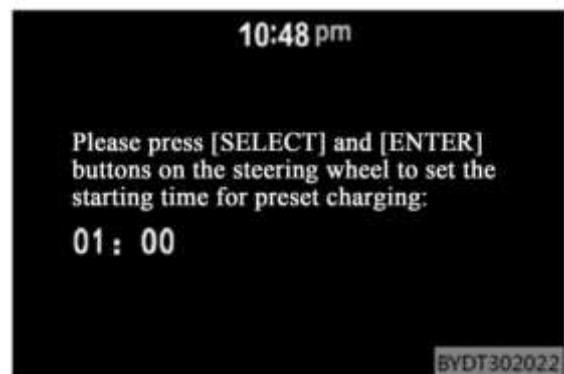 10:48 pm
Please press [SELECT] and [ENTER]
buttons on the steering wheel to set the
starting time for preset charging:
01: 00
BYDT302022